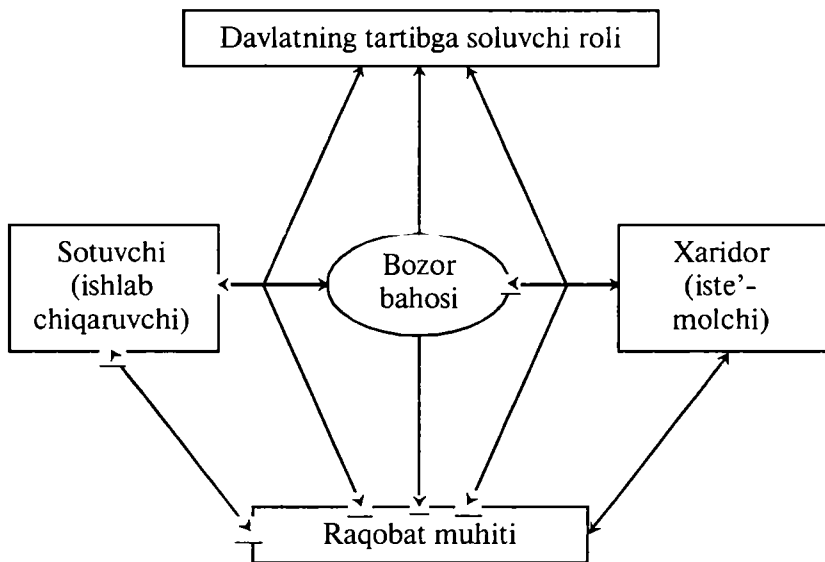 Davlatning tartibga soluvchi roli
Sotuvchi
(ishlab
chiqaruvchi)
Bozor
bahosi
Xaridor
(iste’-
molchi)
Raqobat muhiti